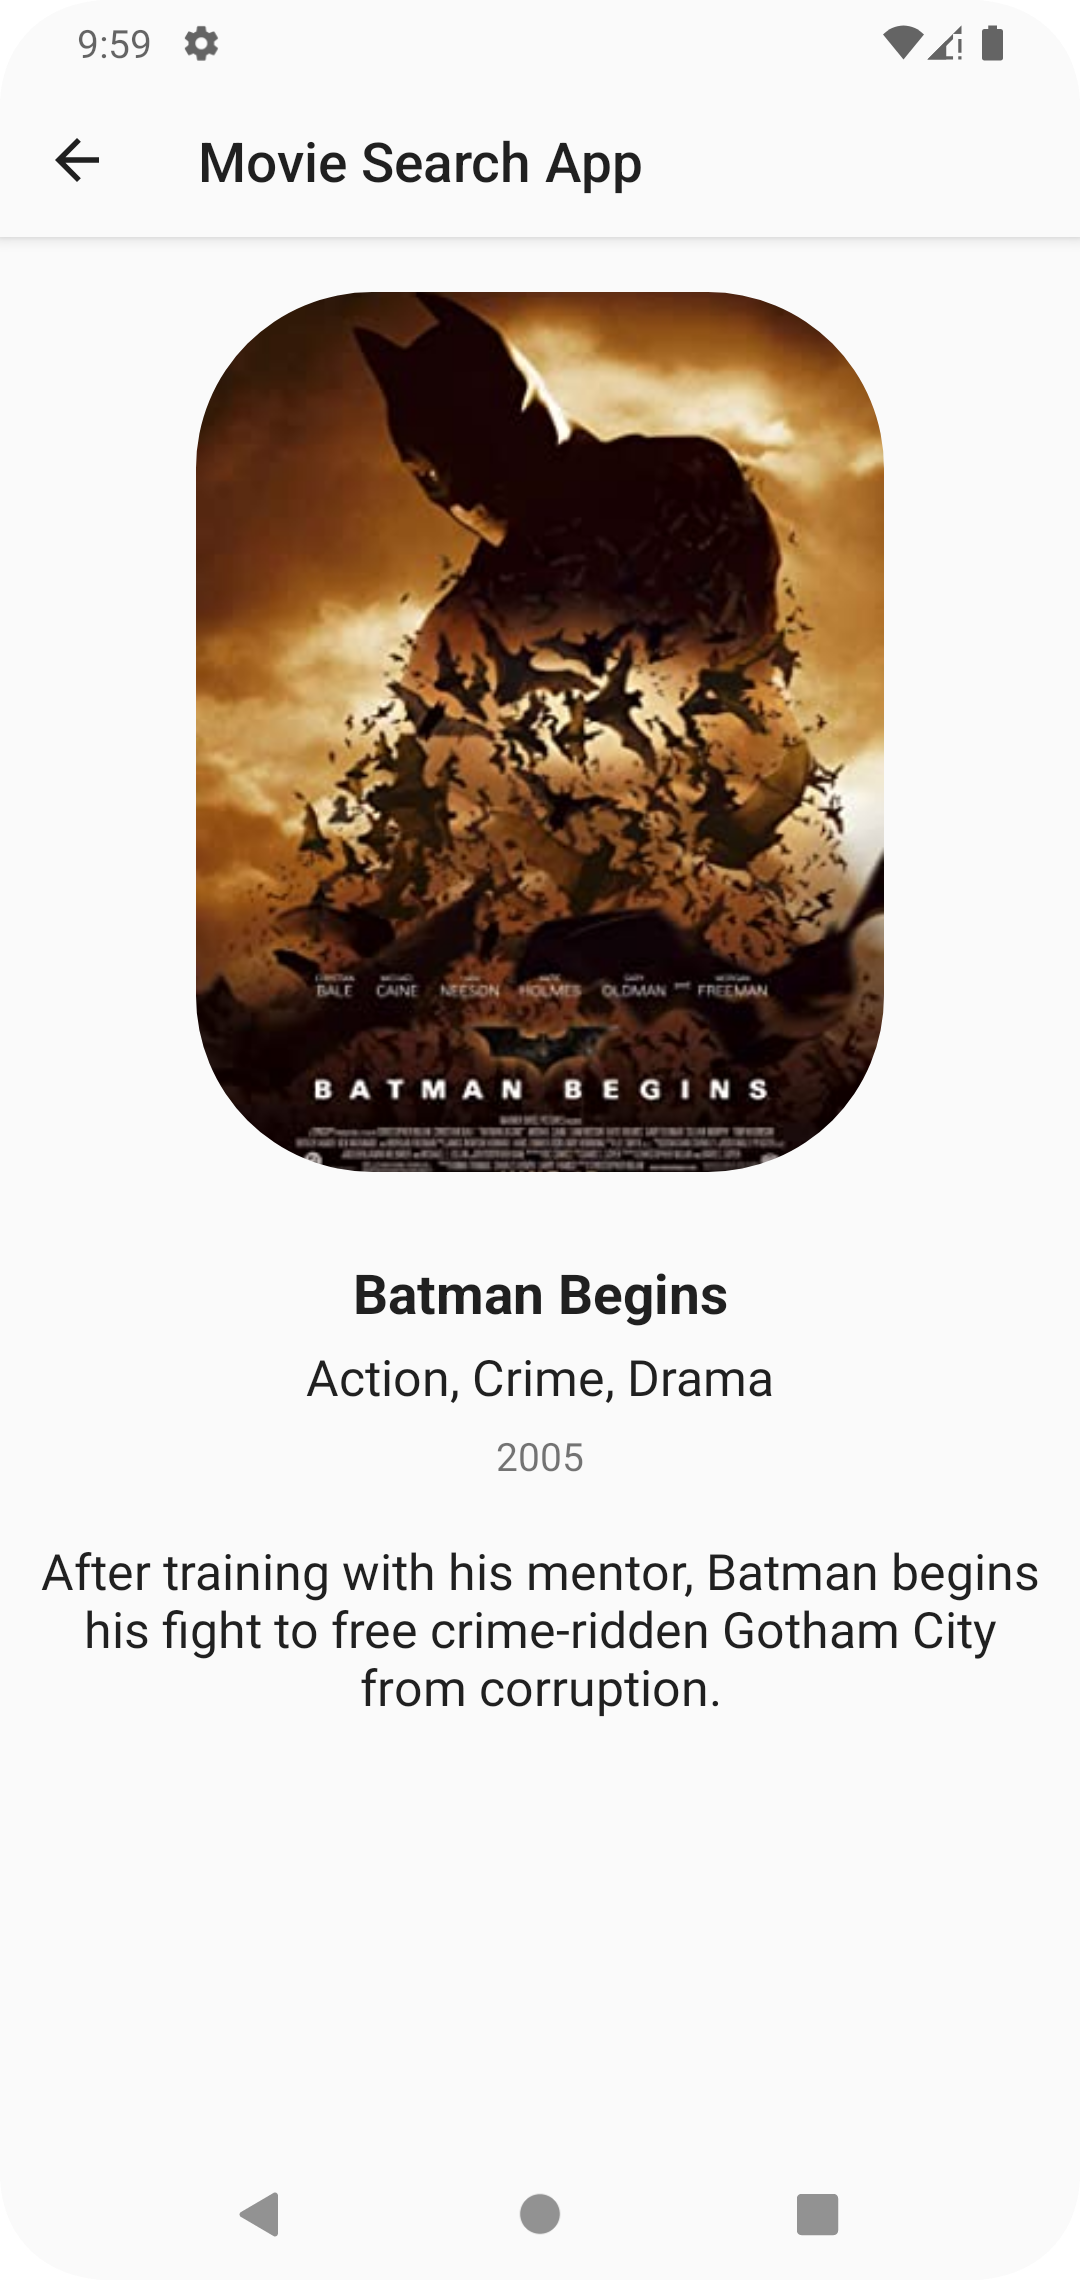 9:59
Movie Search App
BALE CAINE NEESON HOLMES OLDMAN and FREEMAN
BATMAN BEGINS
Batman Begins
Action, Crime, Drama
2005
After training with his mentor, Batman begins
his fight to free crime-ridden Gotham City
from corruption.